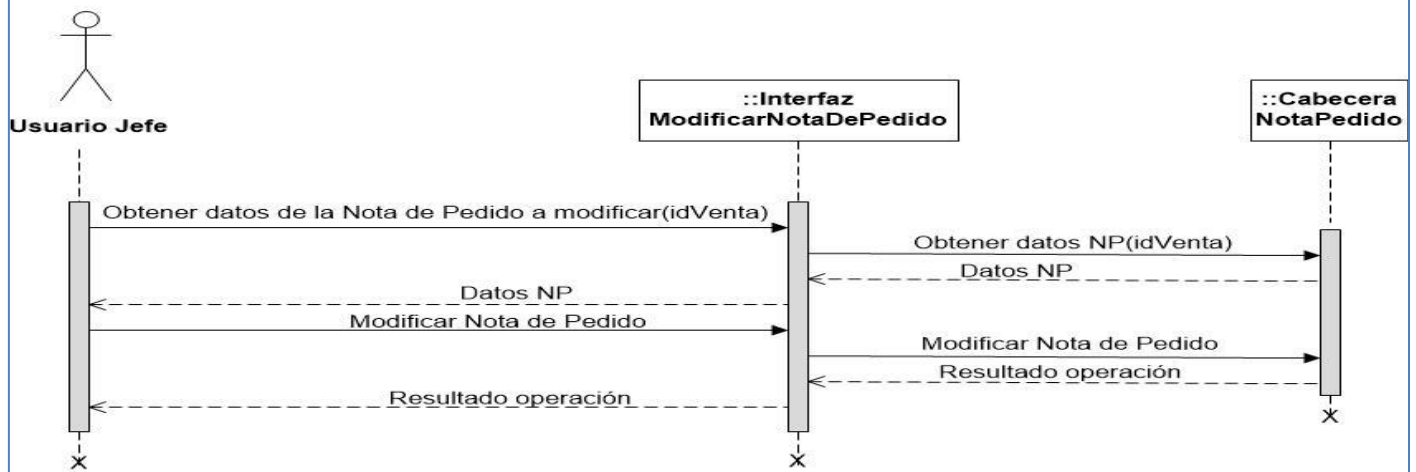 ::Interfaz
ModificarNotaDePedido
::Cabecera
NotaPedido
Usuario Jefe
Obtener datos de la Nota de Pedido a modificar(idVenta)
Obtener datos NP(idVenta)
Datos NP
Datos NP
Modificar Nota de Pedido
Modificar Nota de Pedido
Resultado operación
Resultado operación